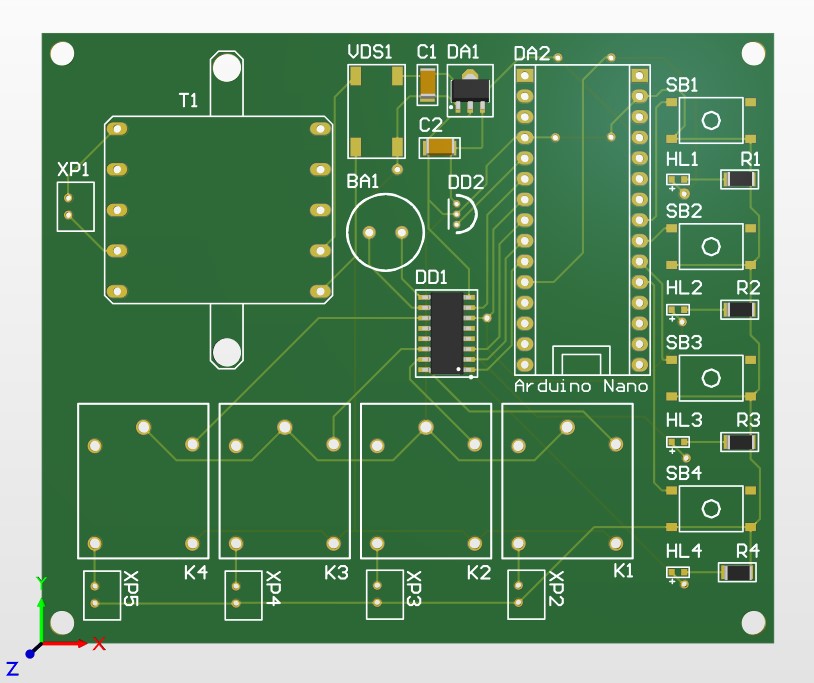 VDS1 C1 DA1 DA2
SB1
T1
C2
HL1 R1
XP1
BA1 DD2
SB2
DD1
HL2 R2
SB3
Arduino Nano
HL3 R3
SB4
HL4 R4
K4 K3 K2 K1
XP5 XP4 XP3 XP2
Y
X
Z